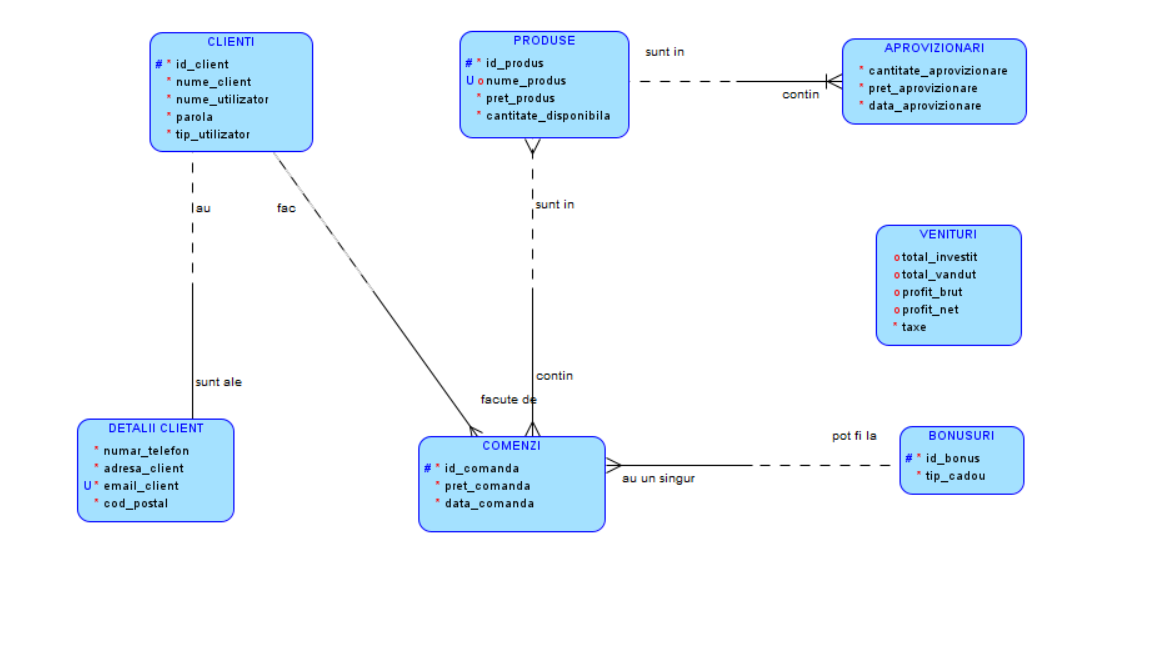 CLIENTI
# * id_client
* nume_client
* nume_utilizator
* parola
* tip_utilizator
PRODUSE
# * id_produs
U o nume_produs
* pret_produs
* cantitate_disponibila
sunt in
contin
APROVIZIONARI
* cantitate_aprovizionare
* pret_aprovizionare
* data_aprovizionare
au
fac
sunt in
VENITURI
o total_investit
o total_vandut
o profit_brut
o profit_net
* taxe
sunt ale
contin
facute de
DETALII CLIENT
* numar_telefon
* adresa_client
U * email_client
* cod_postal
COMENZI
# * id_comanda
* pret_comanda
* data_comanda
pot fi la
au un singur
BONUSURI
# * id_bonus
* tip_cadou